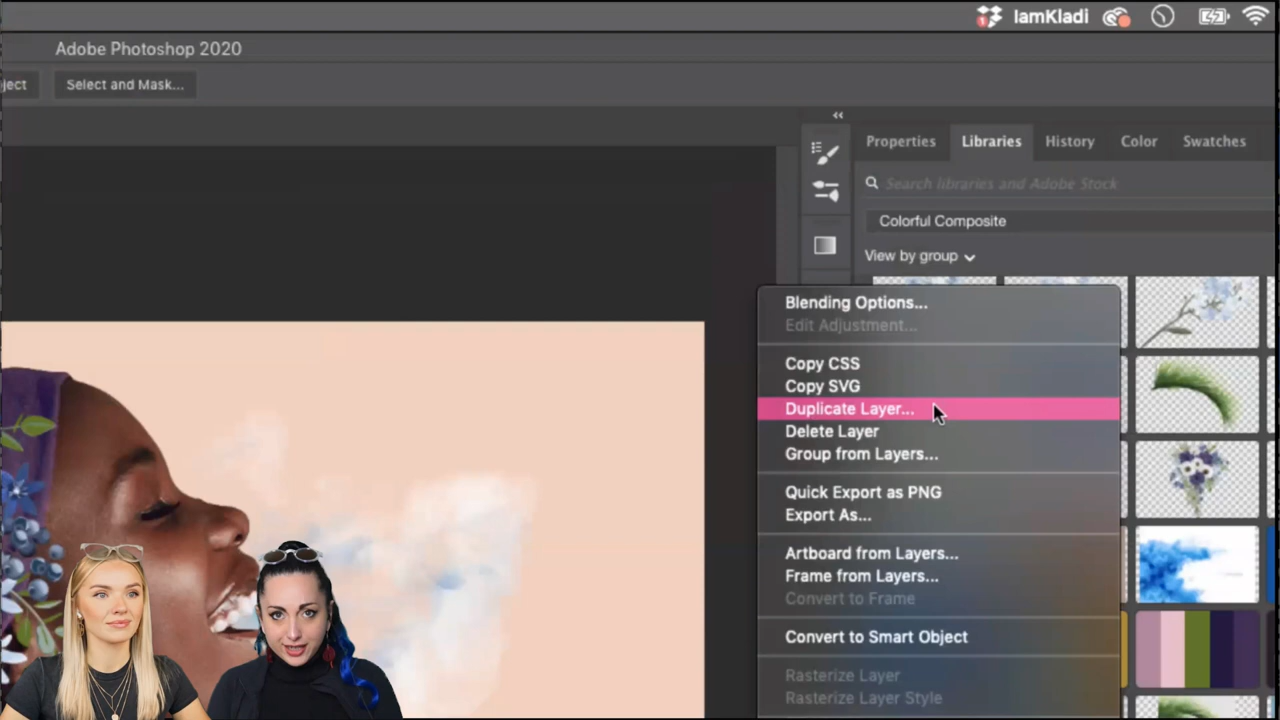 IamKladi
Adobe Photoshop 2020
ject
Select and Mask...
Properties
Libraries
History
Color
Swatches
Search libraries and Adobe Stock
Colorful Composite
View by group
Blending Options...
Edit Adjustment...
Copy CSS
Copy SVG
Duplicate Layer...
Delete Layer
Group from Layers...
Quick Export as PNG
Export As...
Artboard from Layers...
Frame from Layers...
Convert to Frame
Convert to Smart Object
Rasterize Layer
Rasterize Layer Style